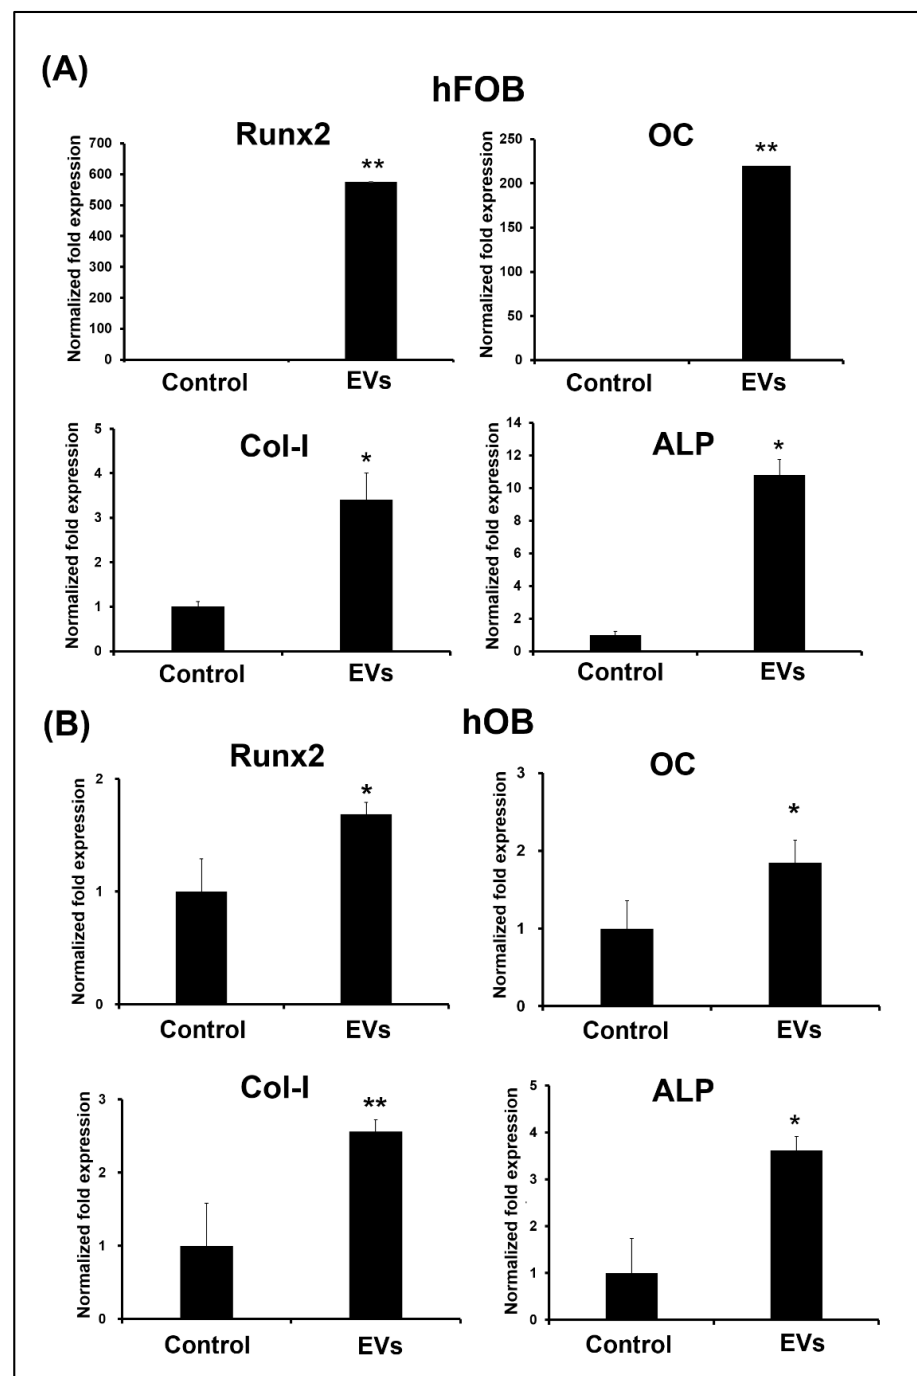 (A)
hFOB
Runx2
Normalized fold expression
700
600
500
400
300
200
100
0
**
Control
EVs
OC
Normalized fold expression
250
200
150
100
50
0
**
Control
EVs
Col-I
Normalized fold expression
5
4
3
2
1
0
*
Control
EVs
ALP
Normalized fold expression
14
12
10
8
6
4
2
0
*
Control
EVs
(B)
hOB
Runx2
Normalized fold expression
2
1
0
*
Control
EVs
OC
Normalized fold expression
3
2
1
0
*
Control
EVs
Col-I
Normalized fold expression
3
2
1
0
**
Control
EVs
ALP
Normalized fold expression
5
4
3
2
1
0
*
Control
EVs